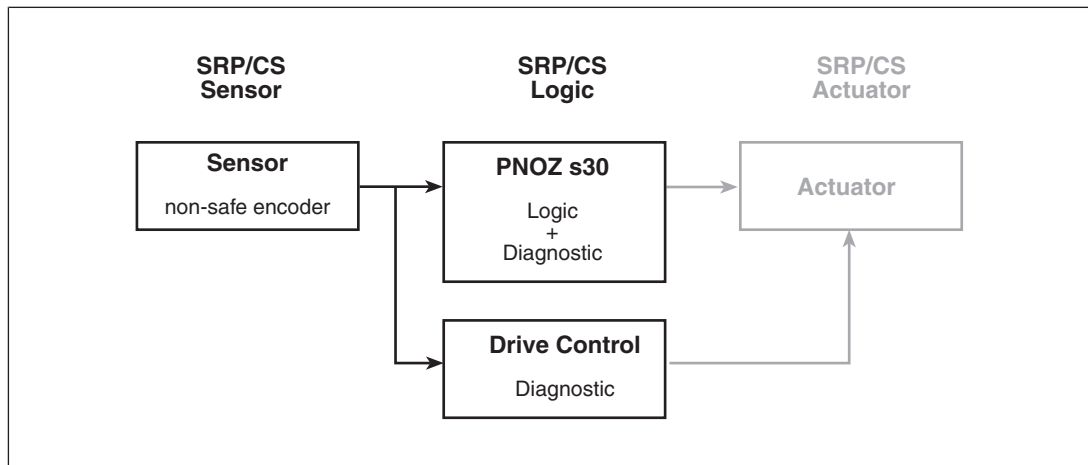 SRP/CS
Sensor
SRP/CS
Logic
SRP/CS
Actuator
Sensor
non-safe encoder
PNOZ s30
Logic
+
Diagnostic
Actuator
Drive Control
Diagnostic